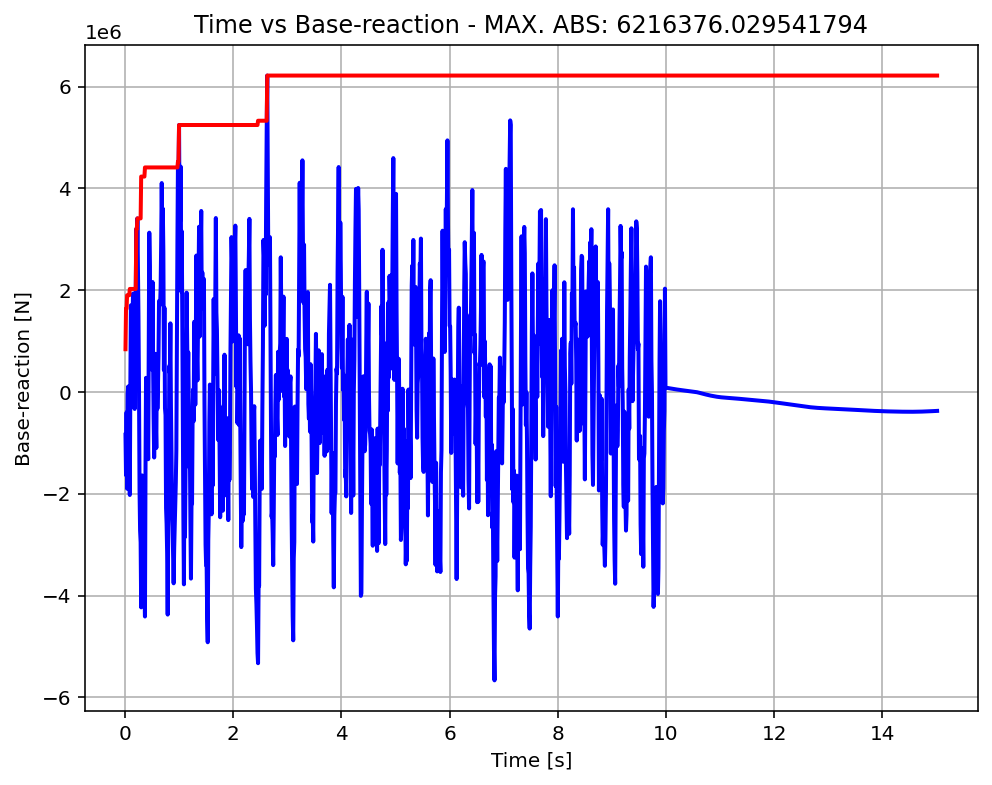 Time vs Base-reaction - MAX. ABS: 6216376.029541794
1e6
6
4
2
0
−2
−4
−6
Base-reaction [N]
0 2 4 6 8 10 12 14
Time [s]